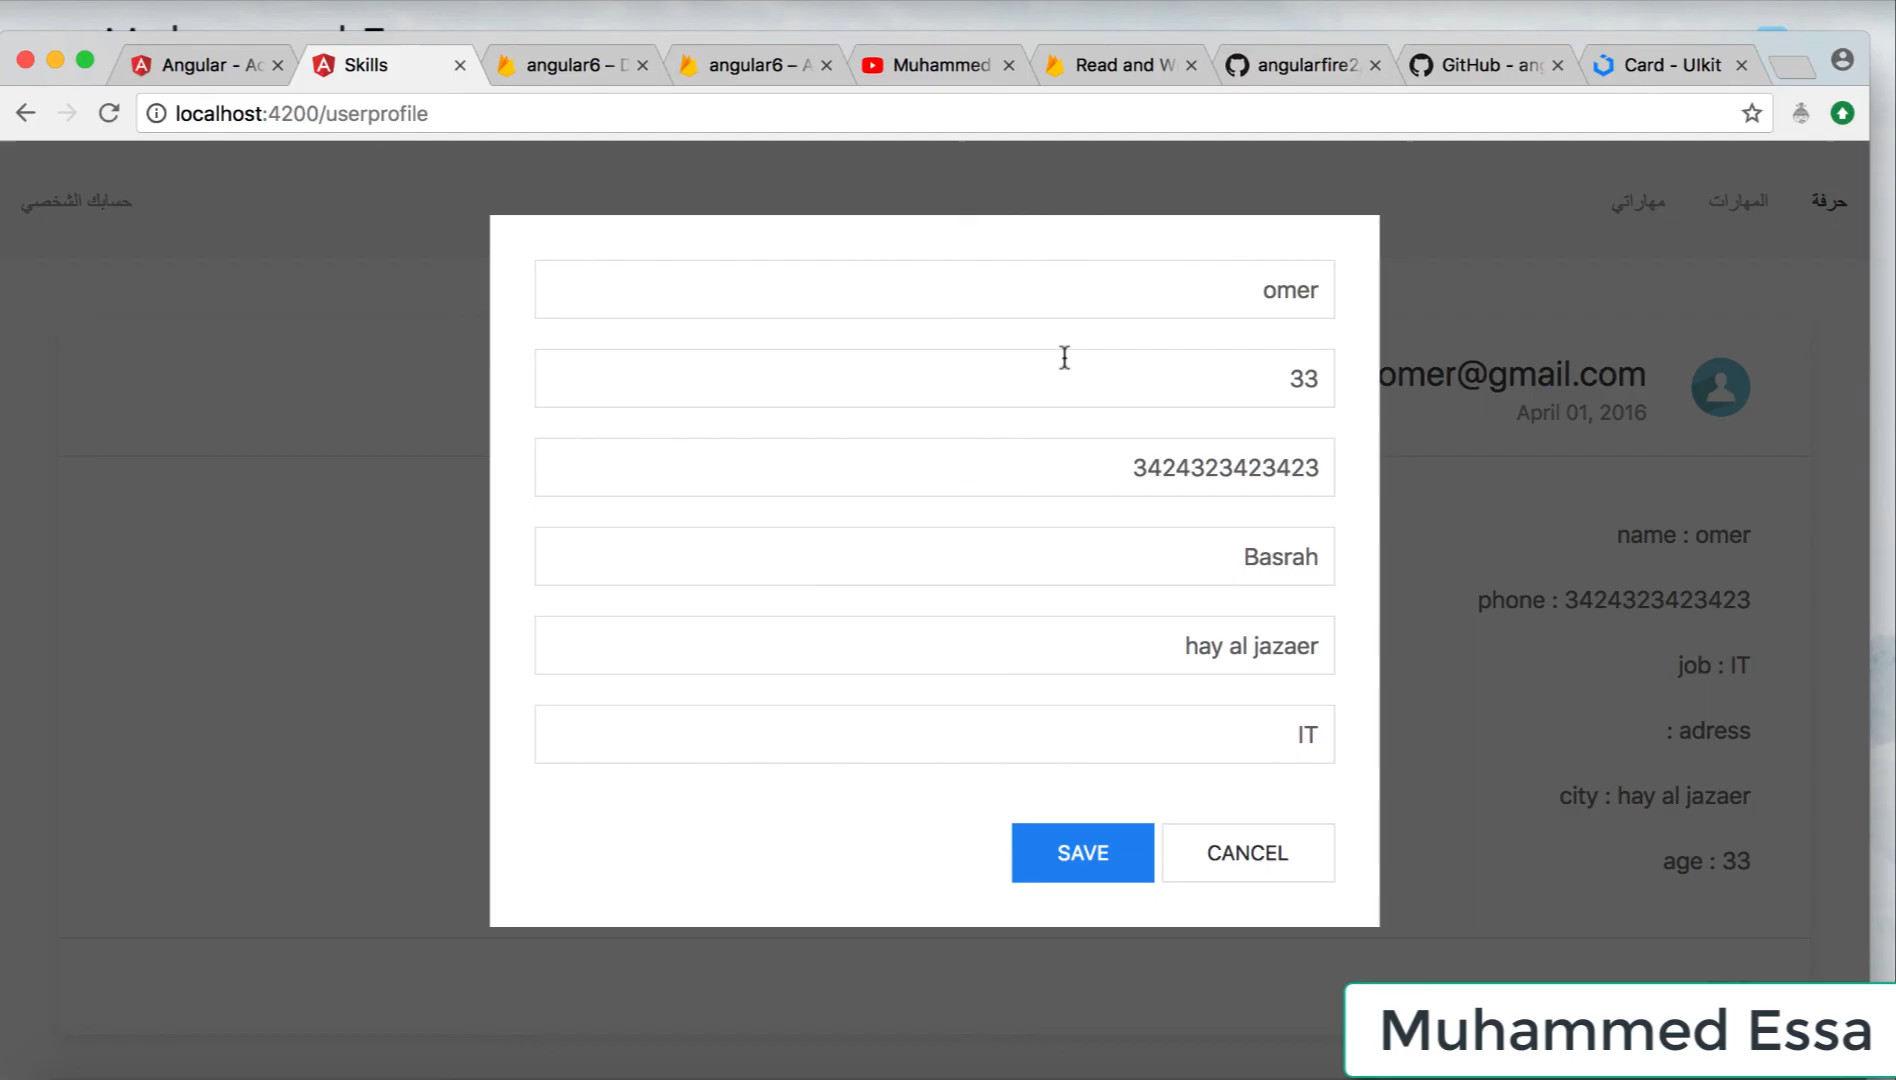 Angular - Ac
Skills
angular6 – D
angular6 – A
Muhammed
Read and W
angularfire2
GitHub - ang
Card - UIkit
localhost:4200/userprofile
حرفة
المهارات
مهاراتي
حسابك الشخصي
omer
33
3424323423423
Basrah
hay al jazaer
IT
SAVE
CANCEL
omer@gmail.com
April 01, 2016
name : omer
phone : 3424323423423
job : IT
: adress
city : hay al jazaer
age : 33
Muhammed Essa